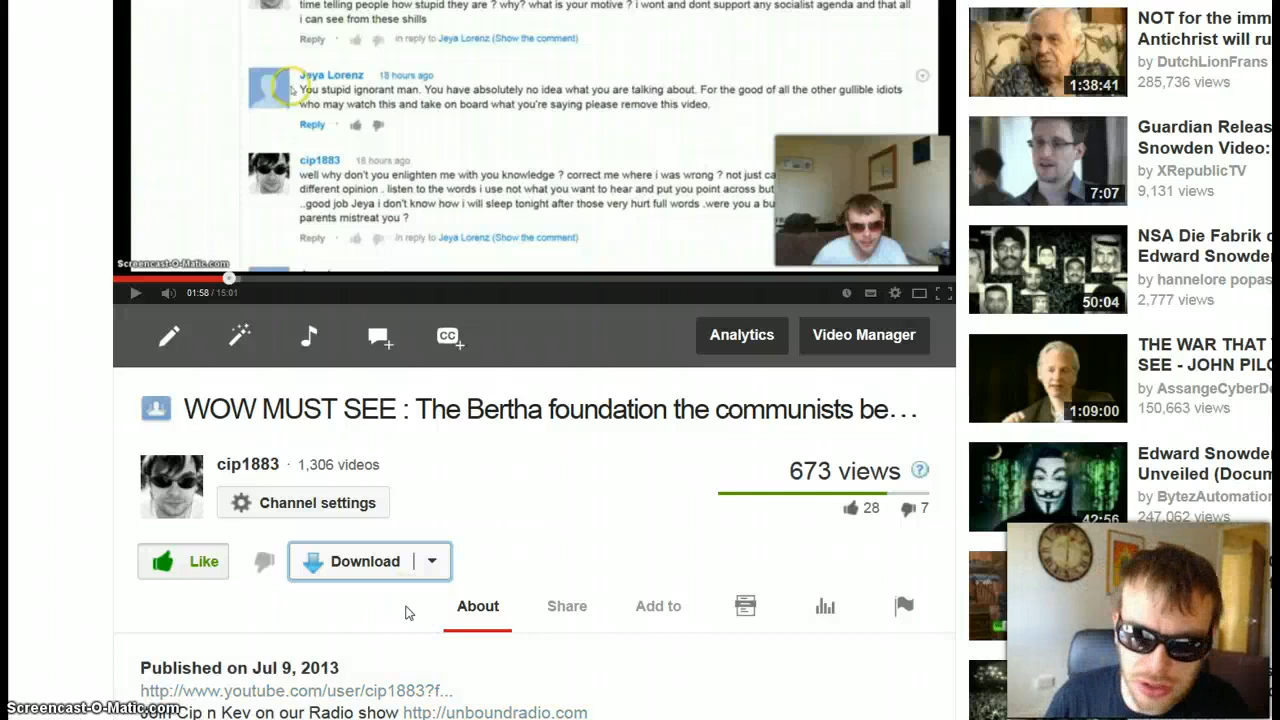 time telling people how stupid they are ? why? what is your motive ? i wont and dont support any socialist agenda and that all
i can see from these shills
Reply in reply to Jeya Lorenz (Show the comment)
Jeya Lorenz 18 hours ago
You stupid ignorant man. You have absolutely no idea what you are talking about. For the good of all the other gullible idiots
who may watch this and take on board what you're saying please remove this video.
Reply
cip1883 18 hours ago
well why don't you enlighten me with you knowledge ? correct me where i was wrong ? not just ca
different opinion . listen to the words i use not what you want to hear and put you point across but
..good job Jeya i don't know how i will sleep tonight after those very hurt full words .were you a bu
parents mistreat you ?
Reply in reply to Jeya Lorenz (Show the comment)
Screencast-O-Matic.com
01:58 / 15:01
CC
Analytics Video Manager
WOW MUST SEE : The Bertha foundation the communists be…
cip1883 · 1,306 videos
Channel settings
673 views
28 7
Like Download
About Share Add to
Published on Jul 9, 2013
http://www.youtube.com/user/cip1883?f...
Join Cip n Kev on our Radio show http://unboundradio.com
Screencast-O-Matic.com
NOT for the imm
Antichrist will ru
by DutchLionFrans
285,736 views
1:38:41
Guardian Releas
Snowden Video:
by XRepublicTV
9,131 views
7:07
NSA Die Fabrik d
Edward Snowder
by hannelore popas
2,777 views
50:04
THE WAR THAT Y
SEE - JOHN PILG
by AssangeCyberDe
150,663 views
1:09:00
Edward Snowde
Unveiled (Docum
by BytezAutomation
247,062 views
42:56